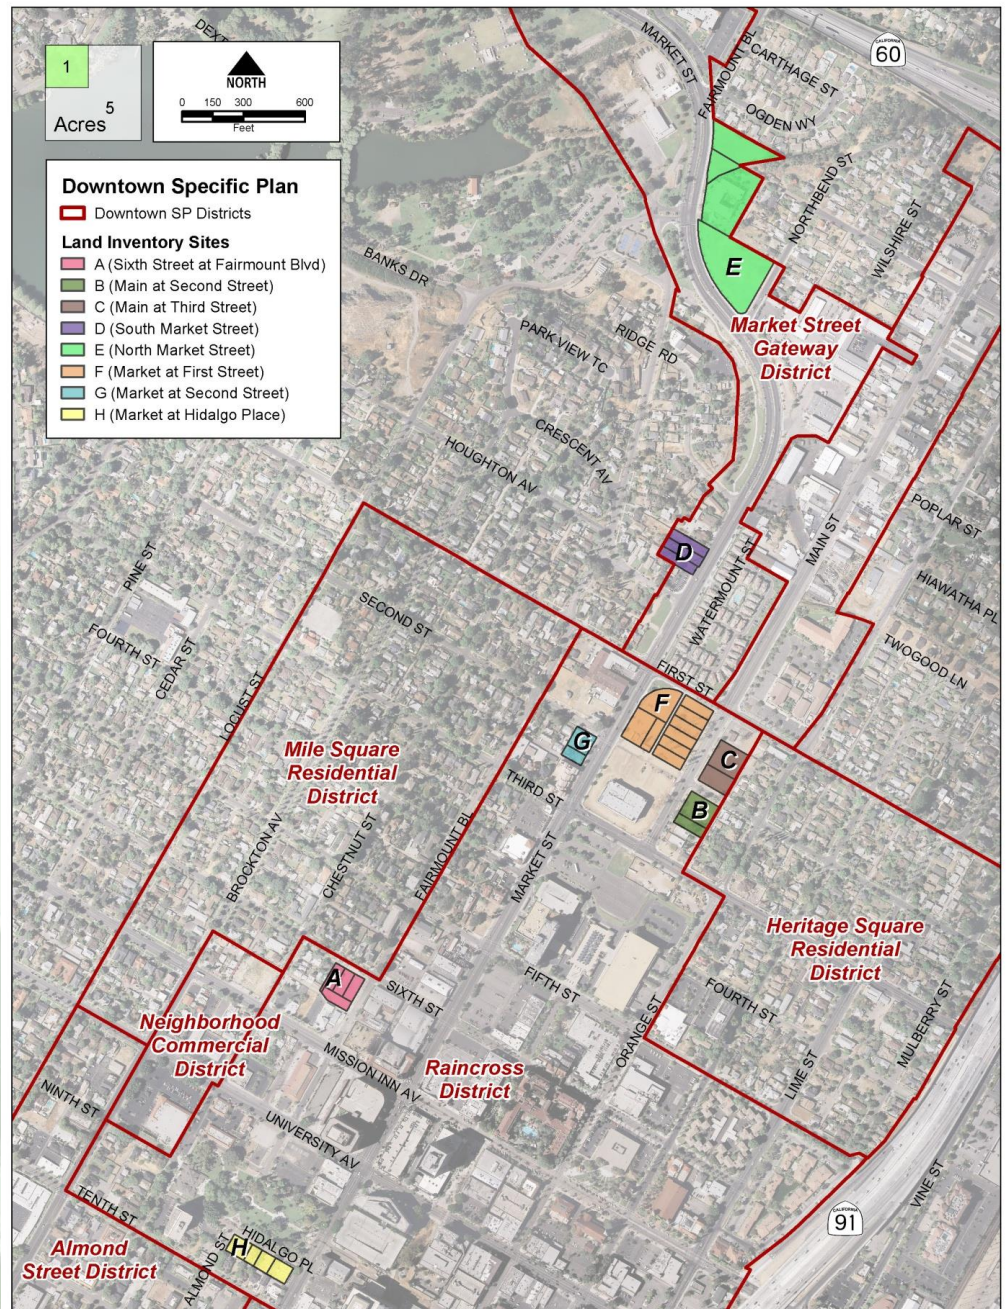 DEXT
1
5
Acres
NORTH
0 150 300 600
Feet
Downtown Specific Plan
Downtown SP Districts
Land Inventory Sites
A (Sixth Street at Fairmount Blvd)
B (Main at Second Street)
C (Main at Third Street)
D (South Market Street)
E (North Market Street)
F (Market at First Street)
G (Market at Second Street)
H (Market at Hidalgo Place)
MARKET ST
FAIRMOUNT BL
CARTHAGE ST
CALIFORNIA
60
OGDEN WY
NORTHBEND ST
WILSHIRE ST
BANKS DR
E
Market Street
Gateway
District
PARK VIEW TC
RIDGE RD
CRESCENT AV
HOUGHTON AV
POPLAR ST
MAIN ST
D
WATERMOUNT ST
HIAWATHA PL
PINE ST
SECOND ST
FOURTH ST
CEDAR ST
TWOGOOD LN
FIRST ST
LOCUST ST
F
G
C
B
Mile Square
Residential
District
THIRD ST
BROCKTON AV
CHESTNUT ST
FAIRMOUNT BL
MARKET ST
Heritage Square
Residential
District
A
SIXTH ST
FIFTH ST
FOURTH ST
ORANGE ST
MULBERRY ST
LIME ST
Neighborhood
Commercial
District
MISSION INN AV
Raincross
District
NINTH ST
UNIVERSITY AV
VINE ST
TENTH ST
CALIFORNIA
91
Almond
Street District
ALMOND ST
H
HIDALGO PL